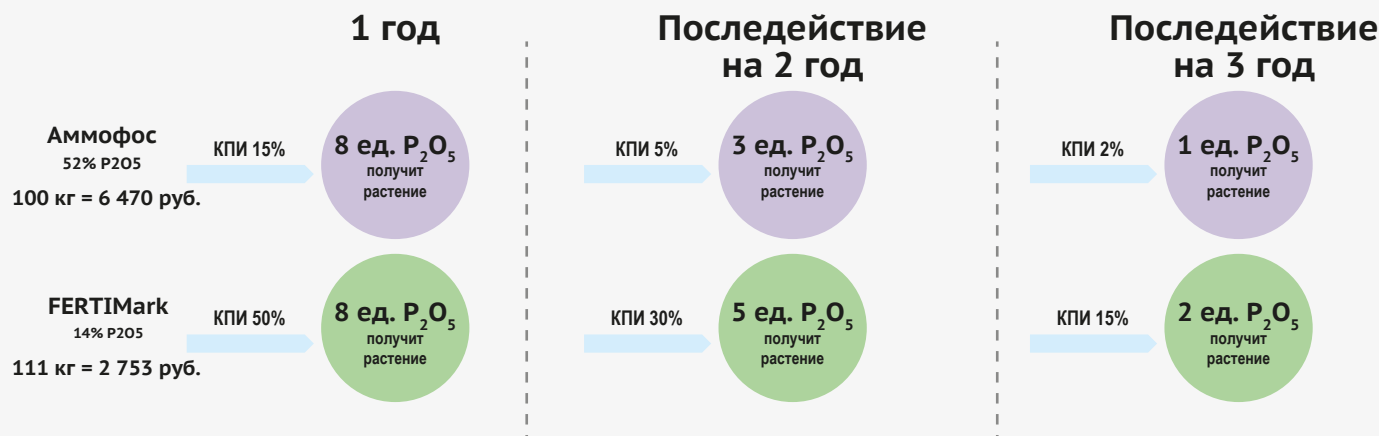 1 год
Последействие
на 2 год
Последействие
на 3 год
Аммофос
52% P2O5
100 кг = 6 470 руб.
КПИ 15%
8 ед. P₂O₅
получит
растение
КПИ 5%
3 ед. P₂O₅
получит
растение
КПИ 2%
1 ед. P₂O₅
получит
растение
FERTIMark
14% P2O5
111 кг = 2 753 руб.
КПИ 50%
8 ед. P₂O₅
получит
растение
КПИ 30%
5 ед. P₂O₅
получит
растение
КПИ 15%
2 ед. P₂O₅
получит
растение